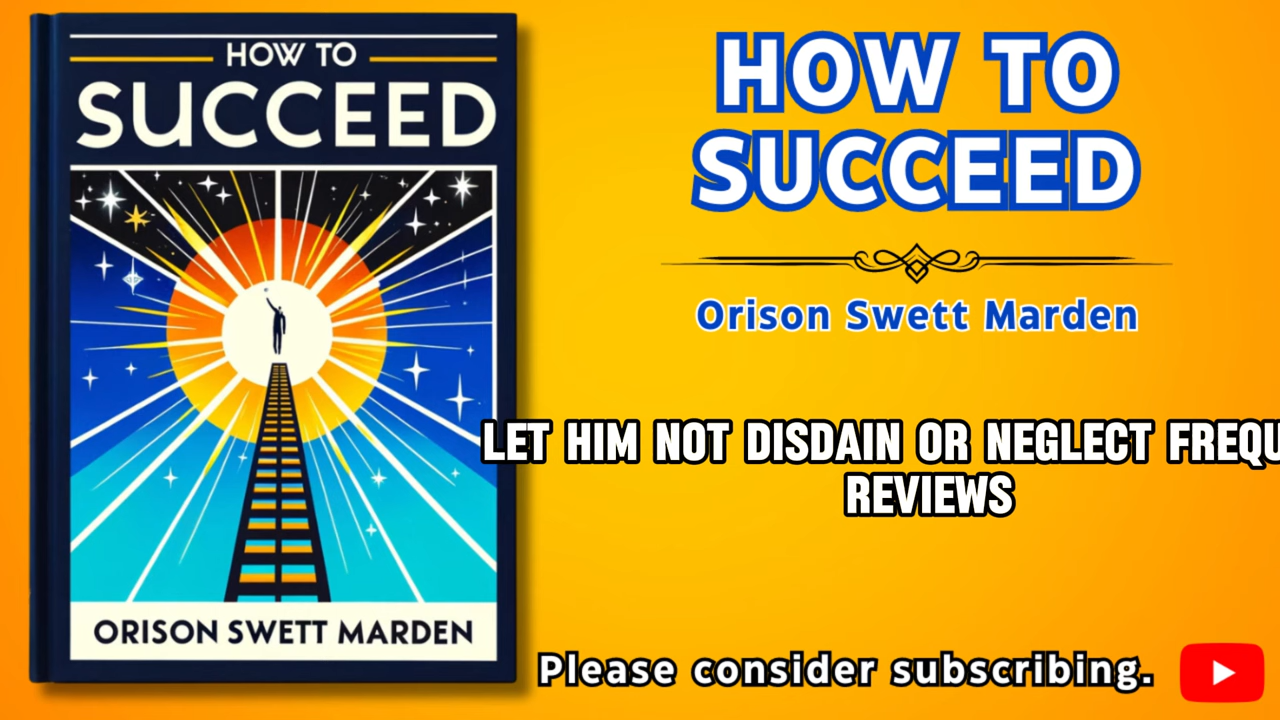 HOW TO
SUCCEED
ORISON SWETT MARDEN
HOW TO
SUCCEED
Orison Swett Marden
LET HIM NOT DISDAIN OR NEGLECT FREQU
REVIEWS
Please consider subscribing.